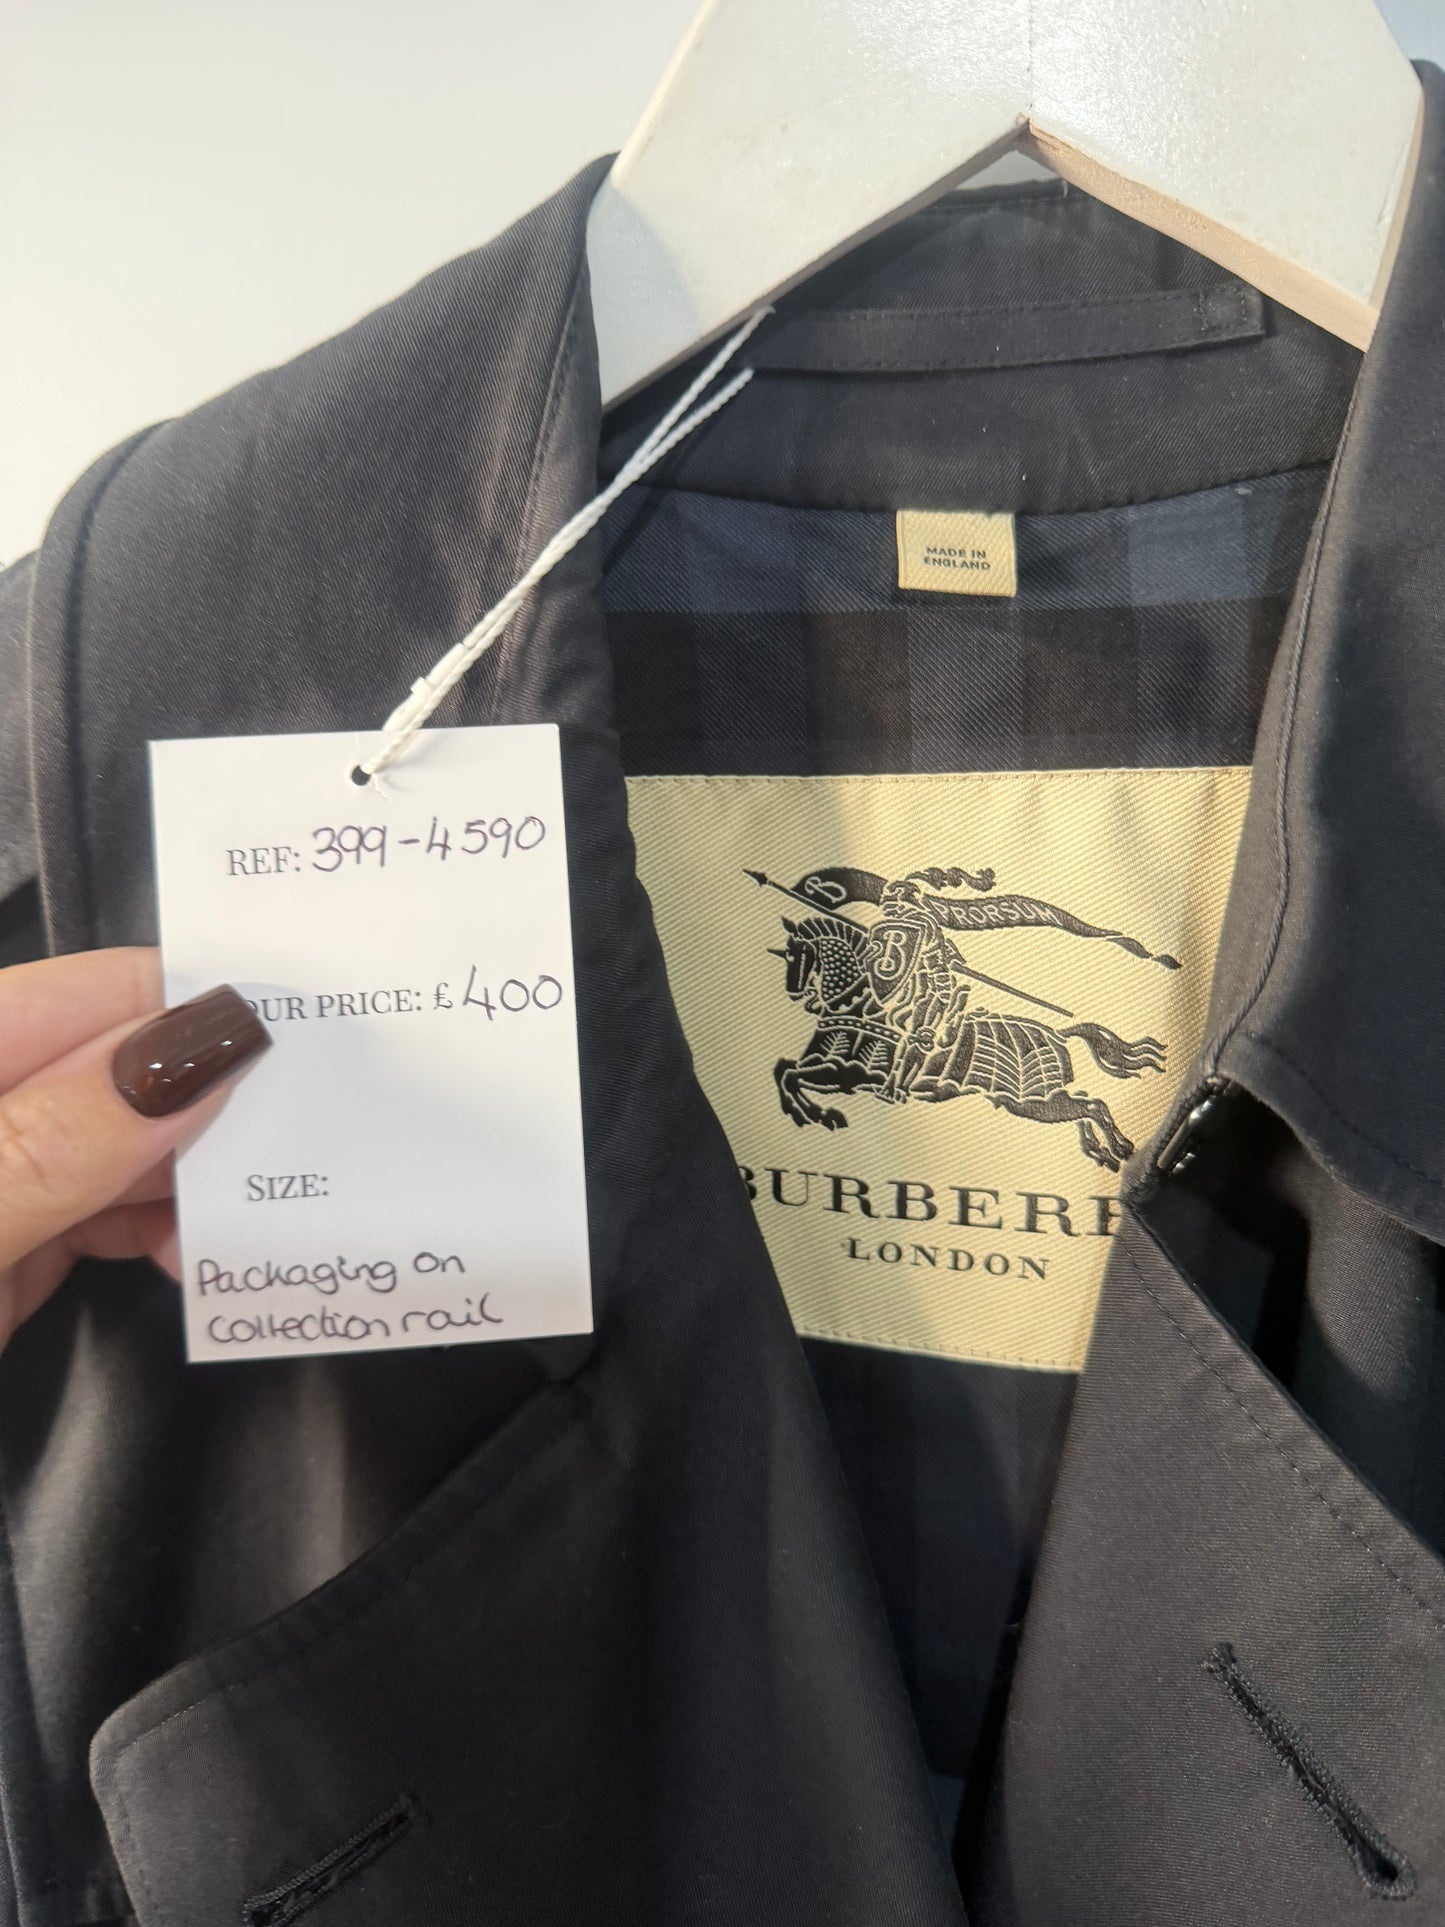 REF: 399-4590
OUR PRICE: £400
SIZE:
Packaging on
collection rail
MADE IN
ENGLAND
B PRORSUM
B
BURBERR
LONDON